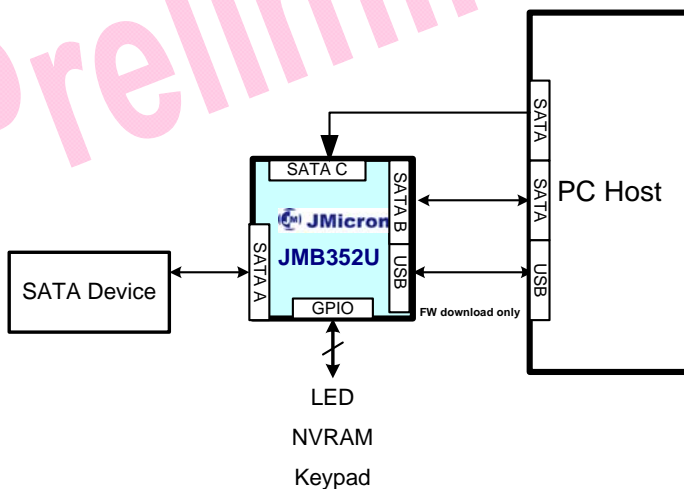 Prelim
SATA
SATA C
SATA
PC Host
SATA B
JMicron
JMB352U
SATA A
USB
USB
SATA Device
GPIO
FW download only
LED
NVRAM
Keypad